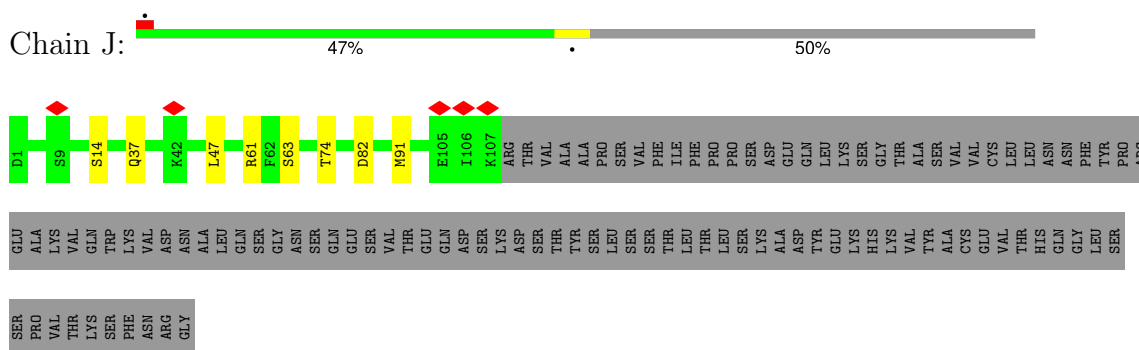 Chain J:
47% • 50%
D1 S9 S14 Q37 K42 L47 R61 F62 S63 T74 D82 M91 E105 I106 K107 ARG THR VAL ALA ALA PRO SER VAL PHE ILE PHE PRO PRO SER ASP GLU GLN LEU LYS SER GLY THR ALA SER VAL VAL CYS LEU LEU ASN ASN PHE TYR PRO ARG
GLU ALA LYS VAL GLN TRP LYS VAL ASP ASN ALA LEU GLN SER GLY ASN SER GLN GLU SER VAL THR GLU GLN ASP SER LYS ASP SER THR TYR SER LEU SER SER THR LEU THR LEU SER LYS ALA ASP TYR GLU LYS HIS LYS VAL TYR ALA CYS GLU VAL THR HIS GLN GLY LEU SER
SER PRO VAL THR LYS SER PHE ASN ARG GLY